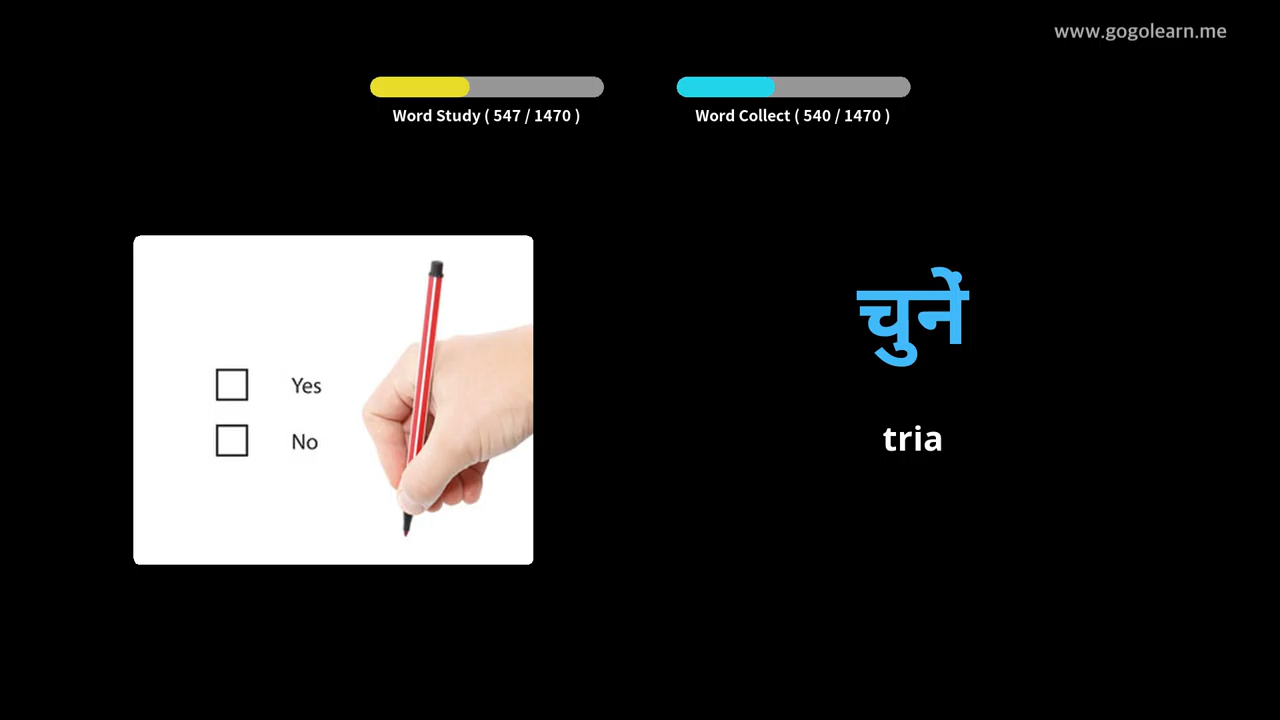 www.gogolearn.me
Word Study ( 547 / 1470 )
Word Collect ( 540 / 1470 )
चुनें
tria
Yes
No